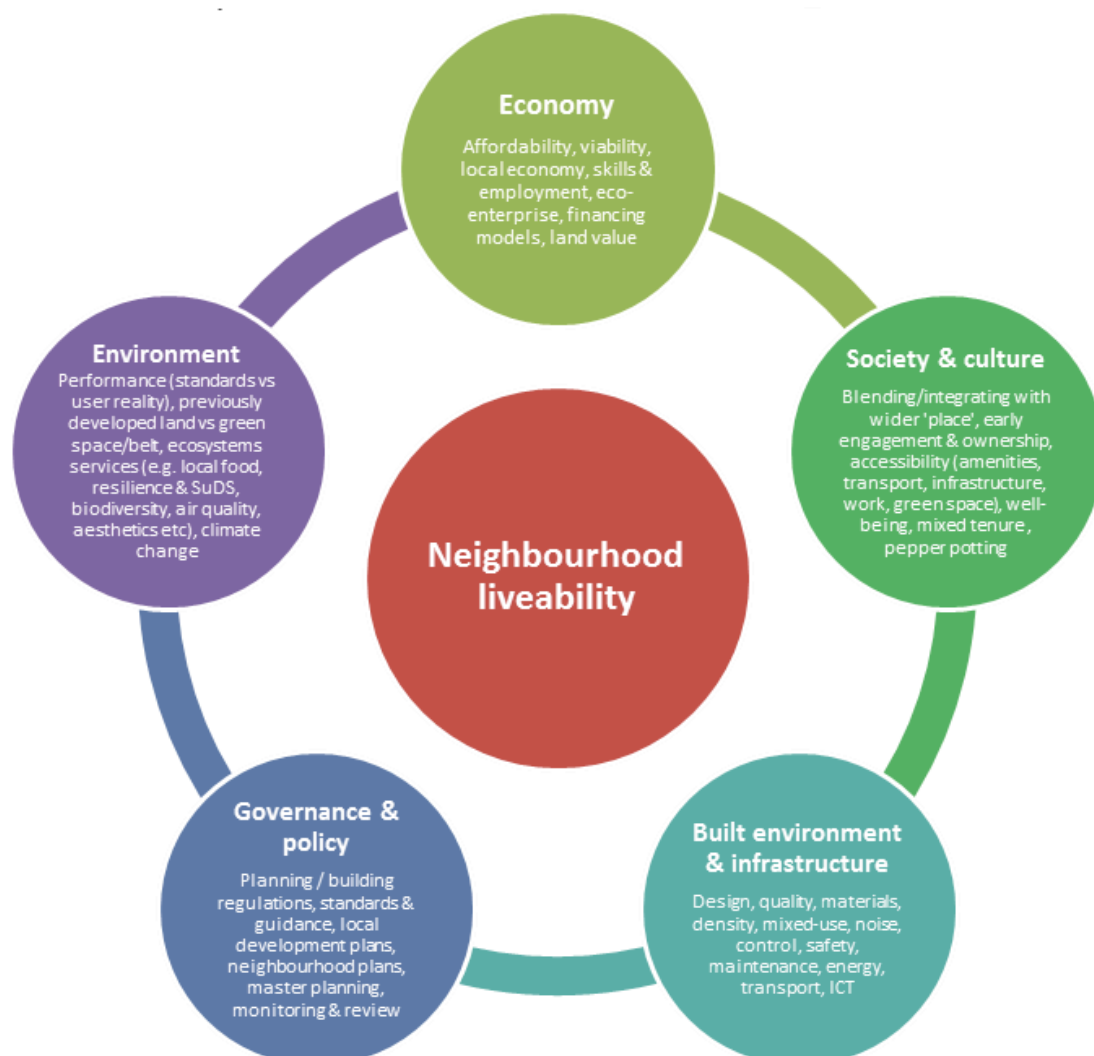 Economy
Affordability, viability,
local economy, skills &
employment, eco-
enterprise, financing
models, land value
Society & culture
Blending/integrating with
wider 'place', early
engagement & ownership,
accessibility (amenities,
transport, infrastructure,
work, green space), well-
being, mixed tenure,
pepper potting
Built environment
& infrastructure
Design, quality, materials,
density, mixed-use, noise,
control, safety,
maintenance, energy,
transport, ICT
Governance &
policy
Planning / building
regulations, standards &
guidance, local
development plans,
neighbourhood plans,
master planning,
monitoring & review
Environment
Performance (standards vs
user reality), previously
developed land vs green
space/belt, ecosystems
services (e.g. local food,
resilience & SuDS,
biodiversity, air quality,
aesthetics etc), climate
change
Neighbourhood
liveability